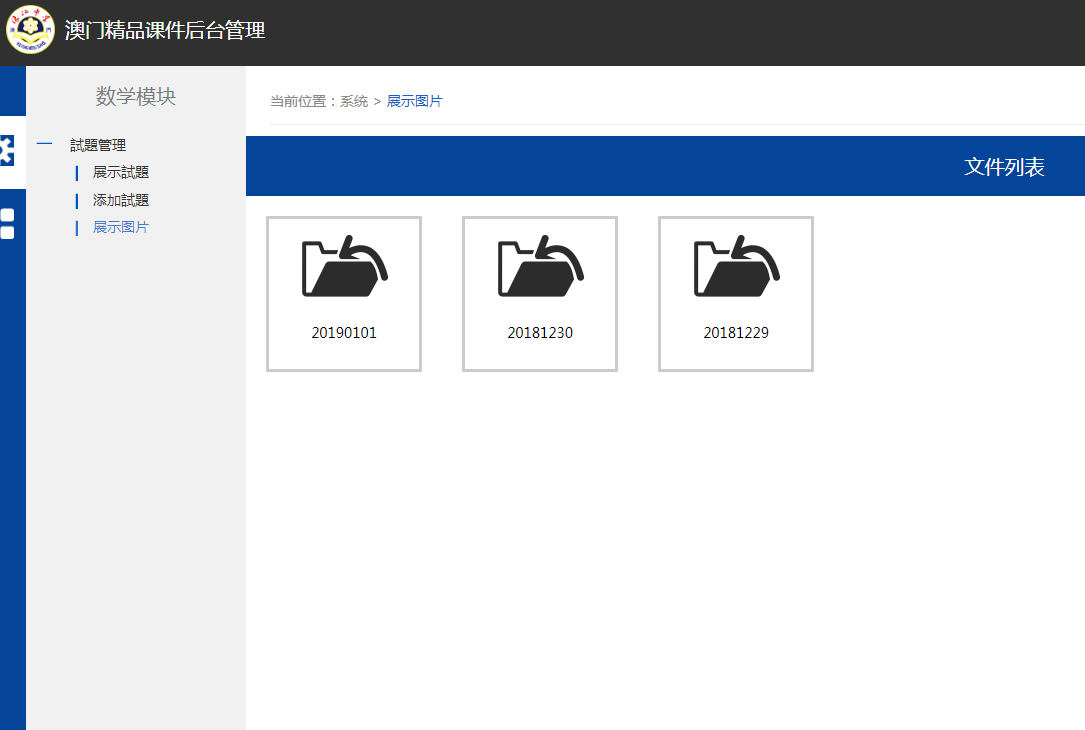 澳门精品课件后台管理
数学模块
試題管理
展示試題
添加試題
展示图片
当前位置：系统 > 展示图片
文件列表
20190101
20181230
20181229